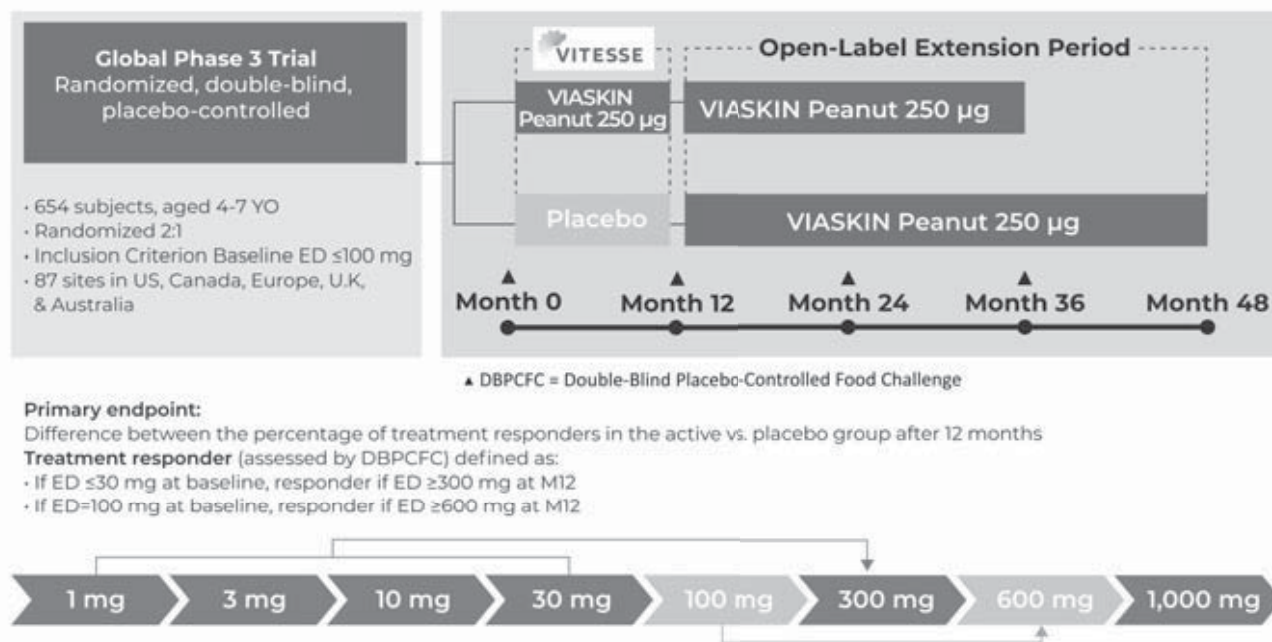 Global Phase 3 Trial
Randomized, double-blind,
placebo-controlled
• 654 subjects, aged 4-7 YO
• Randomized 2:1
• Inclusion Criterion Baseline ED ≤100 mg
• 87 sites in US, Canada, Europe, U.K,
& Australia
VITESSE
Open-Label Extension Period
VIASKIN
Peanut 250 µg
VIASKIN Peanut 250 µg
Placebo
VIASKIN Peanut 250 µg
▲ ▲ ▲ ▲
Month 0 Month 12 Month 24 Month 36 Month 48
▲ DBPCFC = Double-Blind Placebo-Controlled Food Challenge
Primary endpoint:
Difference between the percentage of treatment responders in the active vs. placebo group after 12 months
Treatment responder (assessed by DBPCFC) defined as:
• If ED ≤30 mg at baseline, responder if ED ≥300 mg at M12
• If ED=100 mg at baseline, responder if ED ≥600 mg at M12
1 mg 3 mg 10 mg 30 mg 100 mg 300 mg 600 mg 1,000 mg